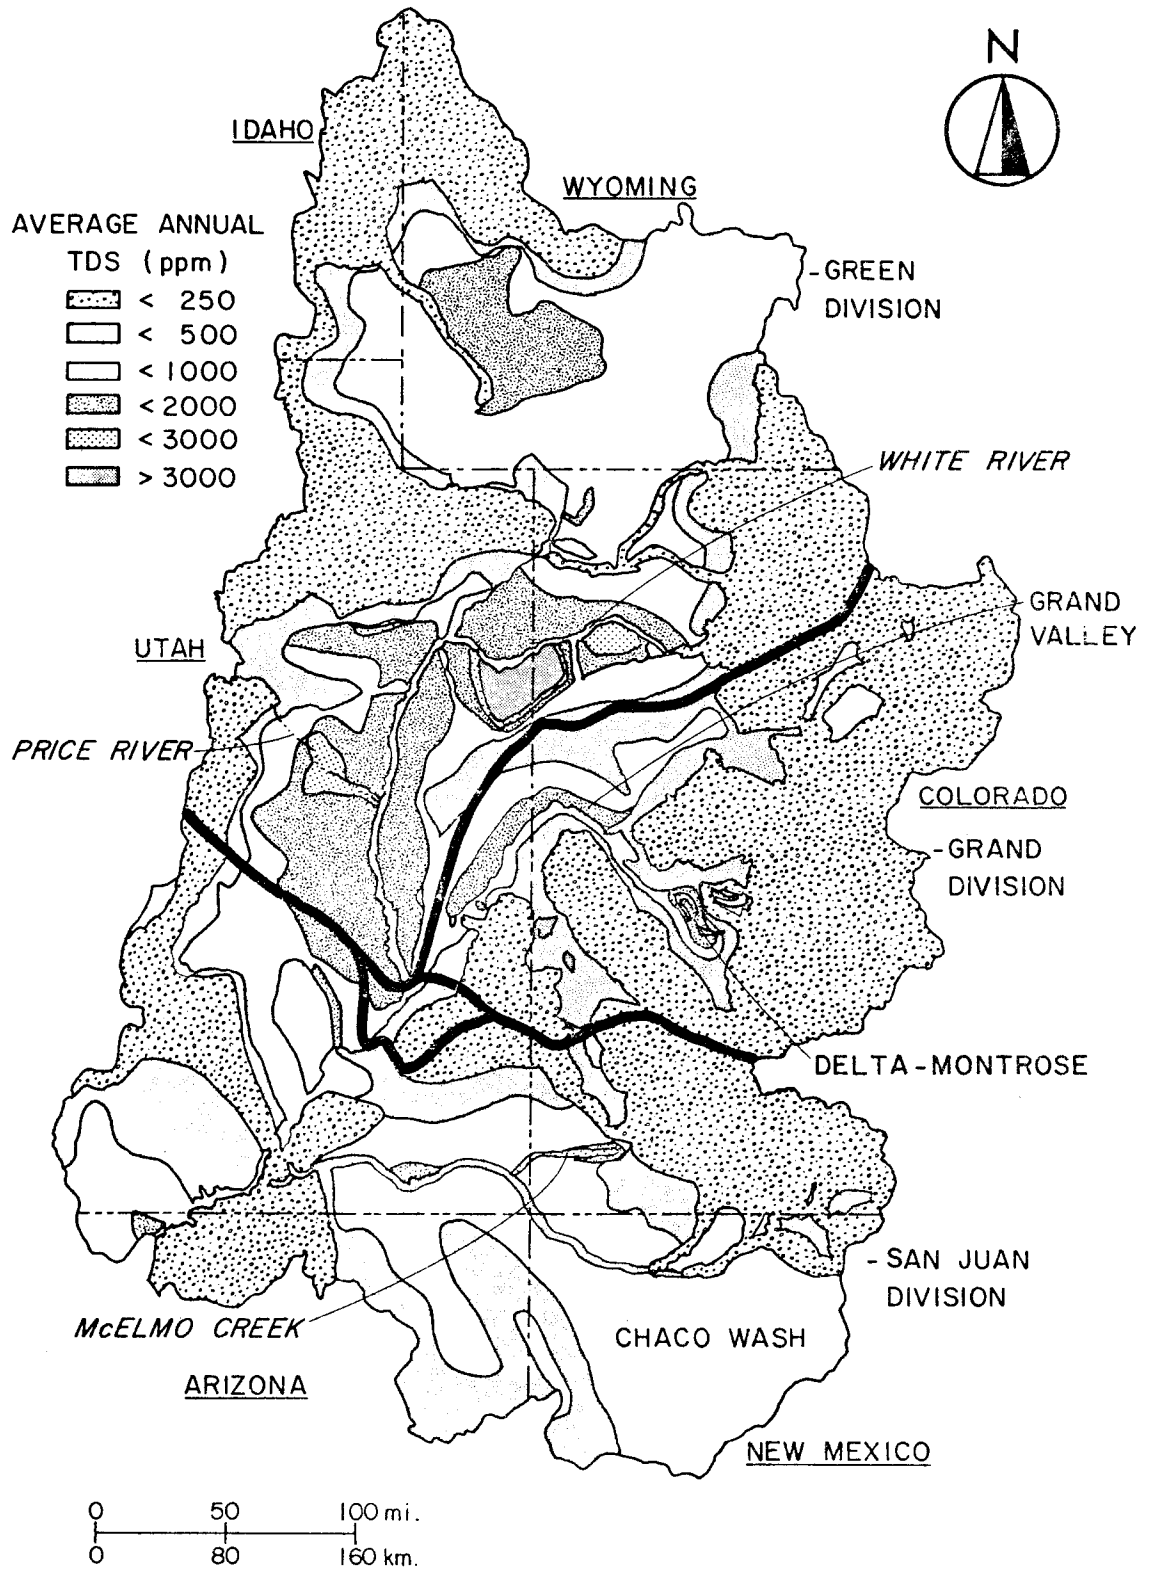 N
IDAHO
WYOMING
AVERAGE ANNUAL
TDS (ppm)
< 250
< 500
< 1000
< 2000
< 3000
> 3000
-GREEN
DIVISION
WHITE RIVER
GRAND
VALLEY
UTAH
PRICE RIVER
COLORADO
-GRAND
DIVISION
DELTA-MONTROSE
-SAN JUAN
DIVISION
McELMO CREEK
CHACO WASH
ARIZONA
NEW MEXICO
0 50 100 mi.
0 80 160 km.